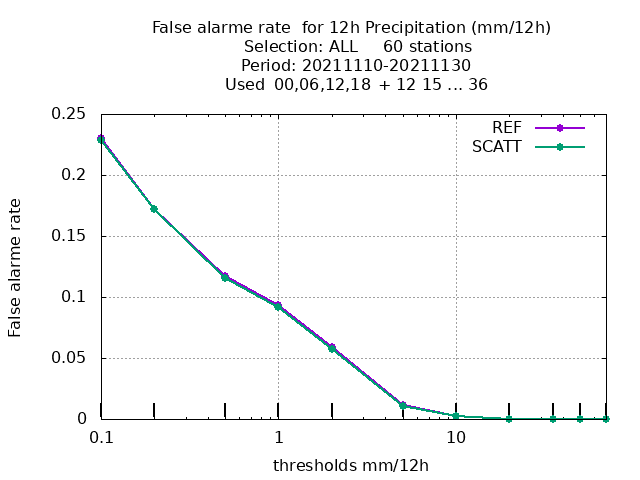 False alarme rate  for 12h Precipitation (mm/12h)
Selection: ALL     60 stations
Period: 20211110-20211130
Used  00,06,12,18  + 12 15 ... 36
0.25
REF
SCATT
0.2
0.15
False alarme rate
0.1
0.05
0
0.1
1
10
thresholds mm/12h